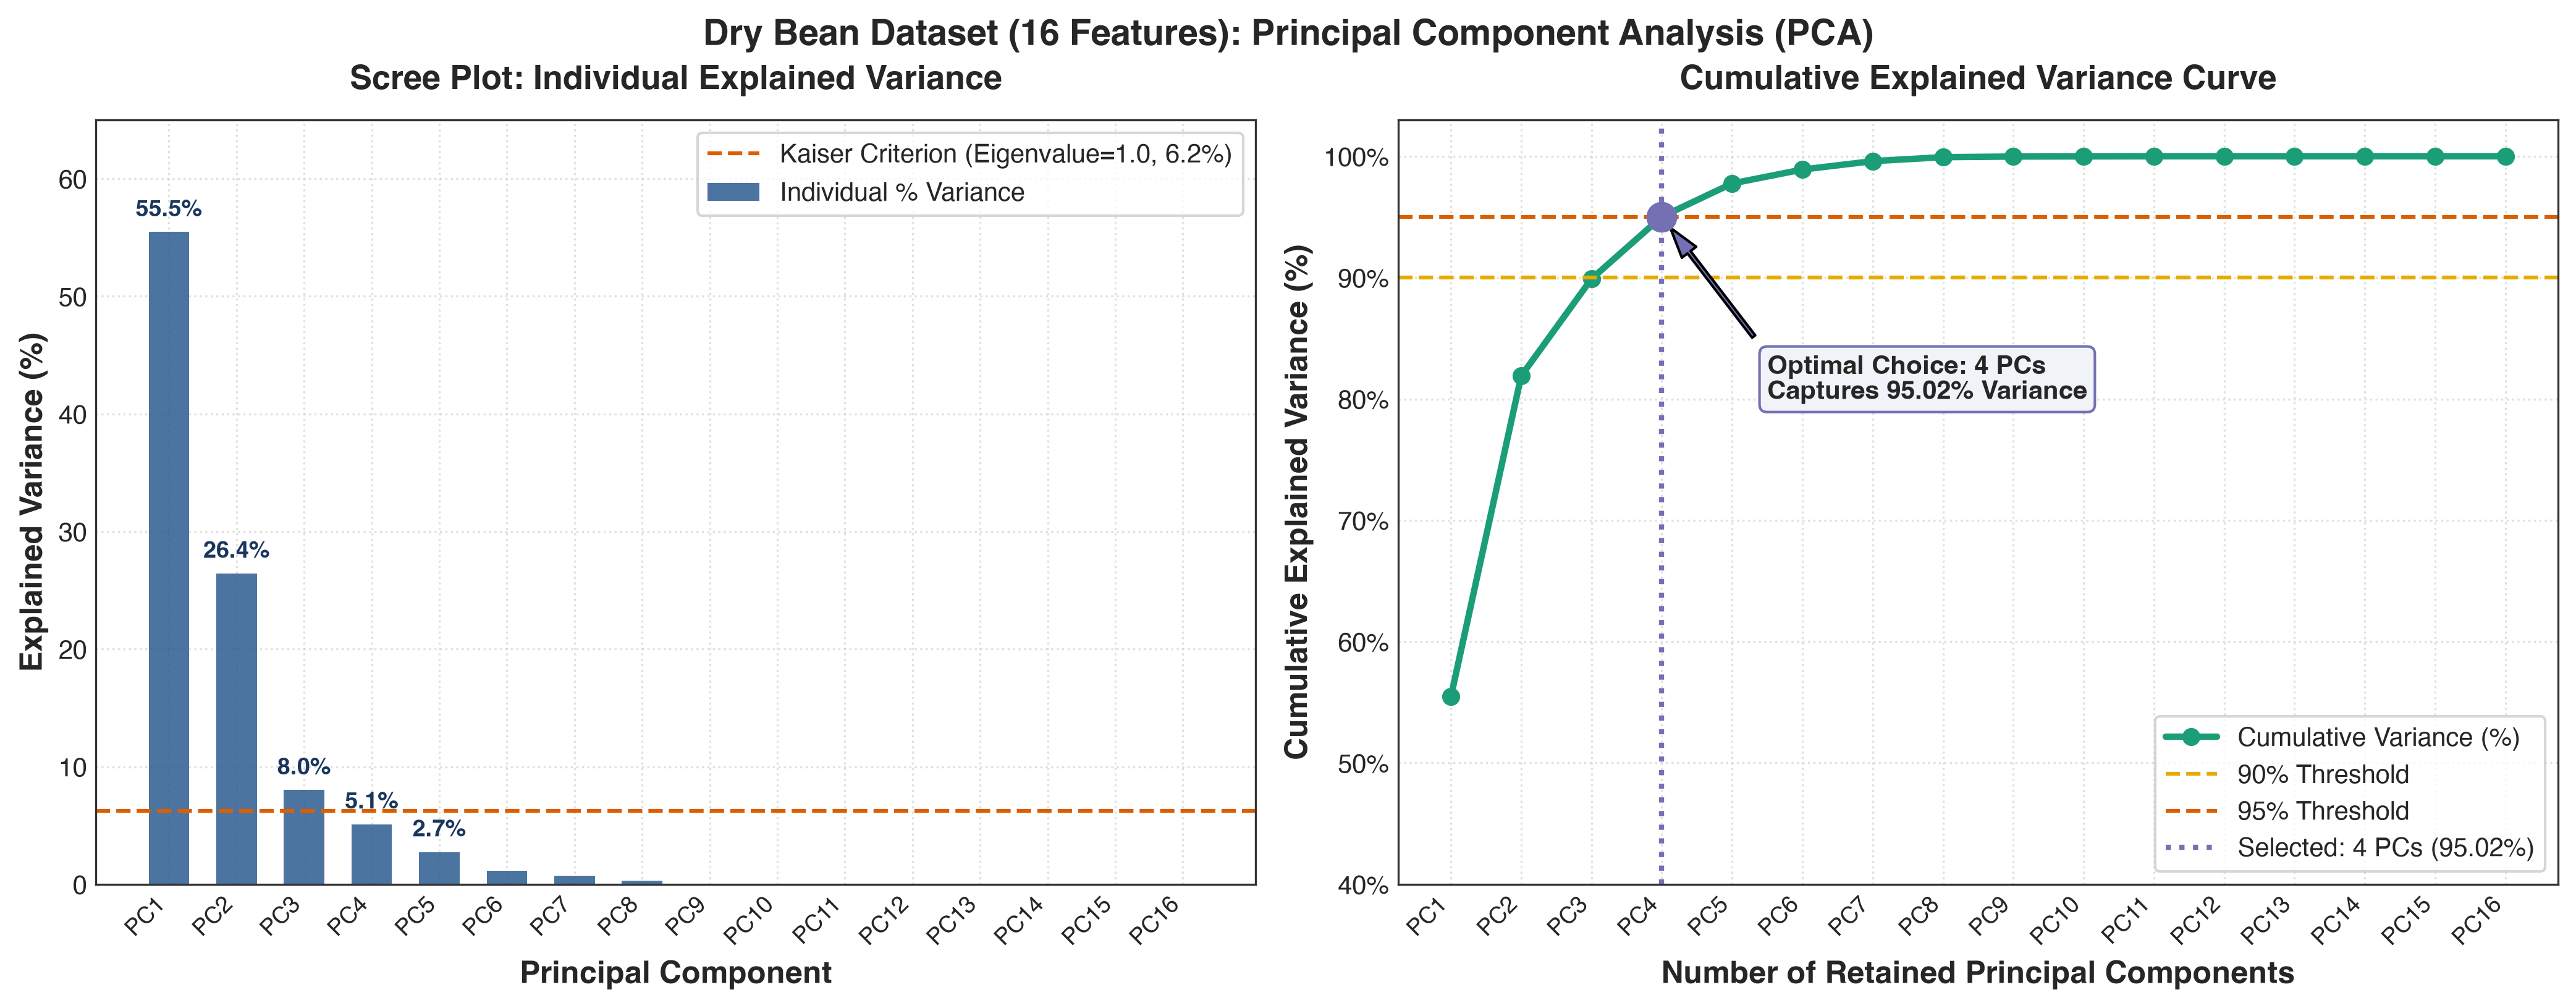 Dry Bean Dataset (16 Features): Principal Component Analysis (PCA)
Scree Plot: Individual Explained Variance
Kaiser Criterion (Eigenvalue=1.0, 6.2%)
Individual % Variance
55.5%
26.4%
8.0%
5.1%
2.7%
60
50
40
30
20
10
0
Explained Variance (%)
PC1
PC2
PC3
PC4
PC5
PC6
PC7
PC8
PC9
PC10
PC11
PC12
PC13
PC14
PC15
PC16
Principal Component
Cumulative Explained Variance Curve
100%
90%
80%
70%
60%
50%
40%
Cumulative Explained Variance (%)
Optimal Choice: 4 PCs
Captures 95.02% Variance
Cumulative Variance (%)
90% Threshold
95% Threshold
Selected: 4 PCs (95.02%)
PC1
PC2
PC3
PC4
PC5
PC6
PC7
PC8
PC9
PC10
PC11
PC12
PC13
PC14
PC15
PC16
Number of Retained Principal Components